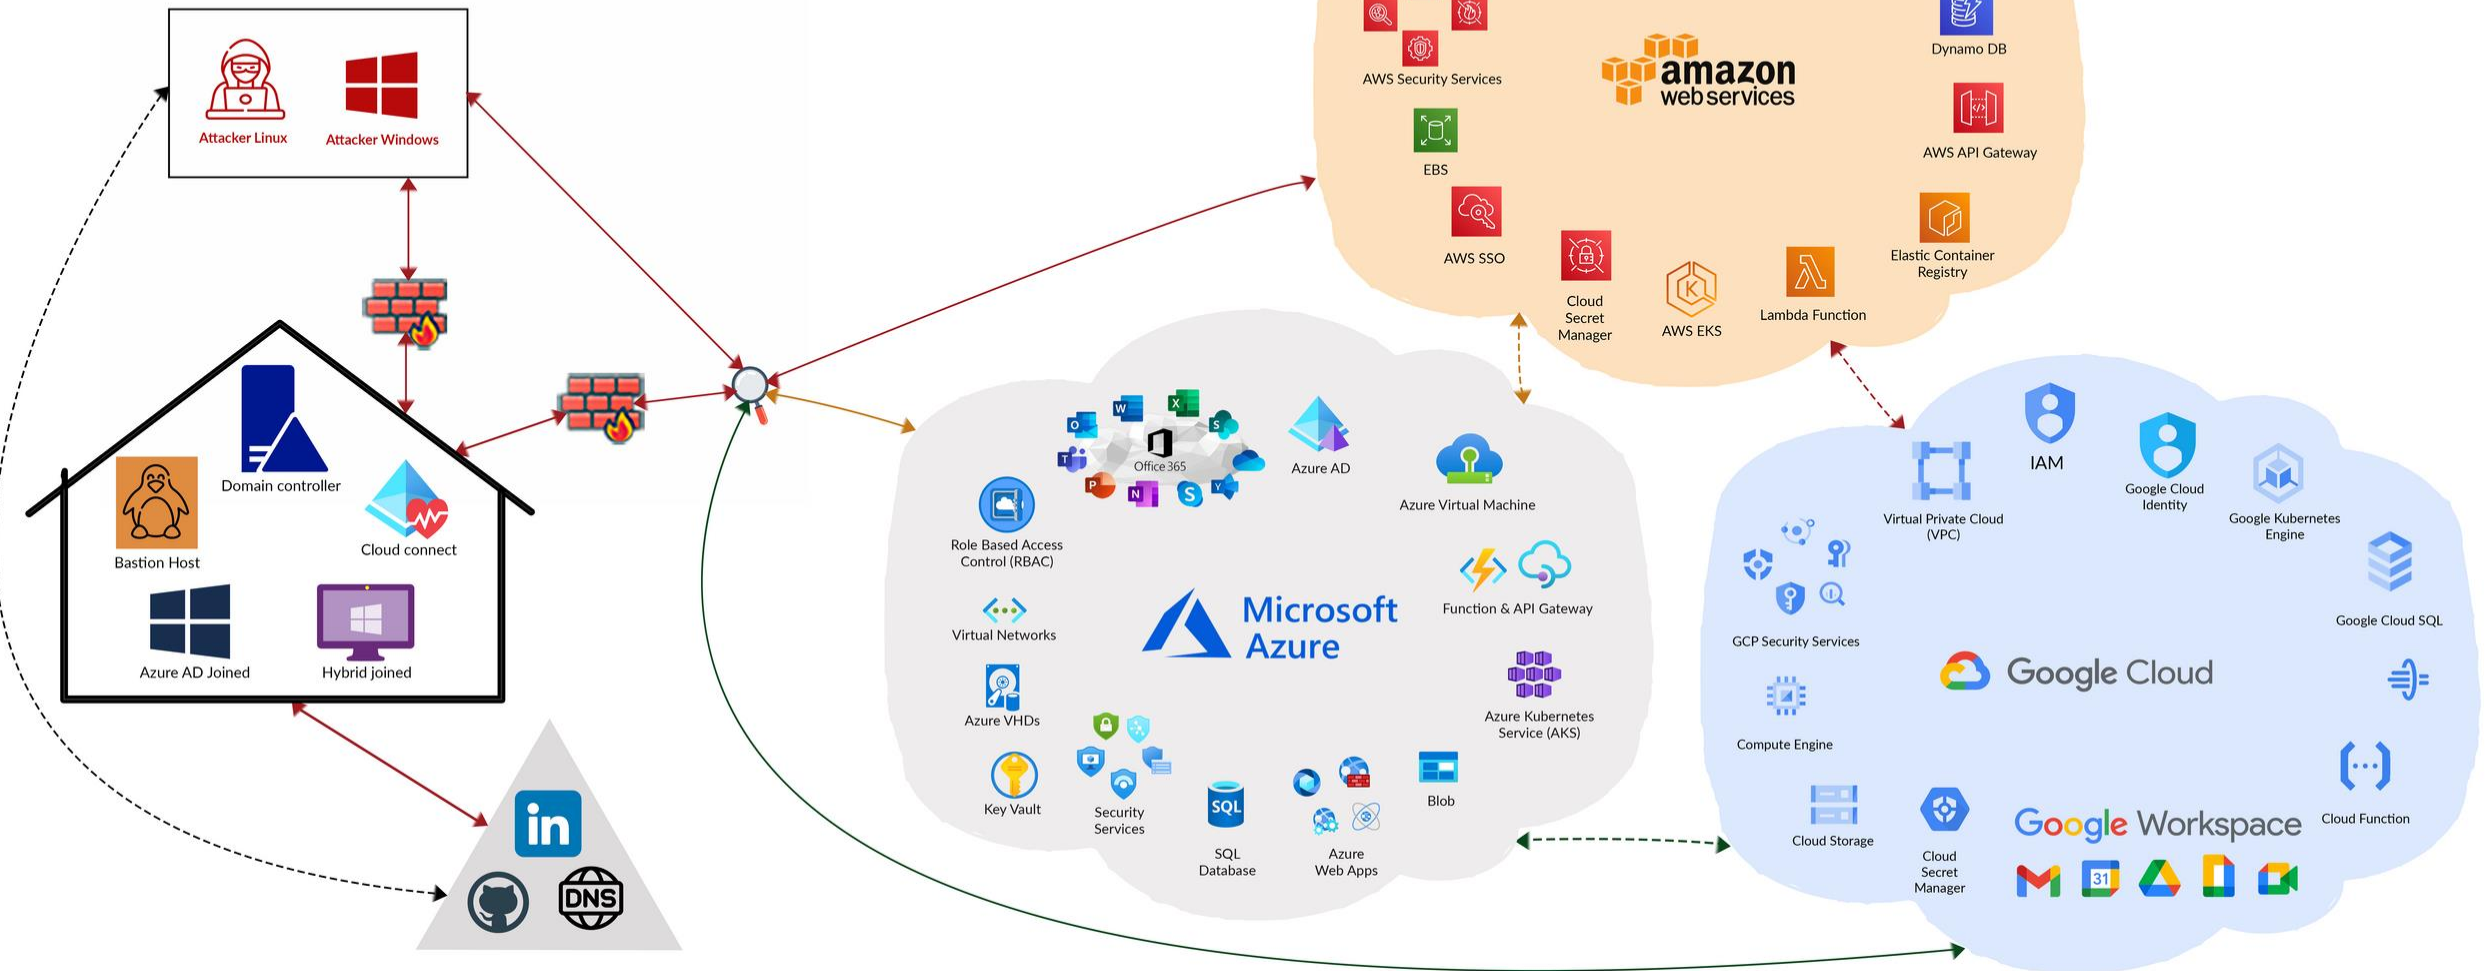 Attacker Linux
Attacker Windows
Domain controller
Bastion Host
Cloud connect
Azure AD Joined
Hybrid joined
in
DNS
AWS Security Services
amazon
web services
Dynamo DB
EBS
AWS API Gateway
AWS SSO
Elastic Container
Registry
Cloud
Secret
Manager
K
AWS EKS
Lambda Function
W
X
O
S
T
Office 365
P
N
S
Y
Azure AD
Azure Virtual Machine
Role Based Access
Control (RBAC)
Function & API Gateway
Virtual Networks
Microsoft
Azure
Azure VHDs
Azure Kubernetes
Service (AKS)
Key Vault
Security
Services
SQL
SQL
Database
Azure
Web Apps
Blob
IAM
Virtual Private Cloud
(VPC)
Google Cloud
Identity
Google Kubernetes
Engine
Google Cloud SQL
GCP Security Services
Google Cloud
Compute Engine
Cloud Function
Cloud Storage
Cloud
Secret
Manager
Google Workspace
31